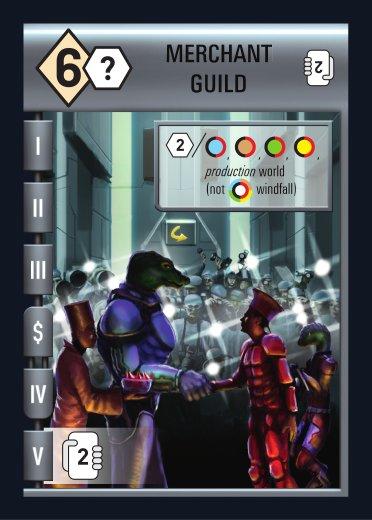 6 ?
MERCHANT
GUILD
2
2 /
, , , ,
production world
(not windfall)
I
II
III
$
IV
V
2